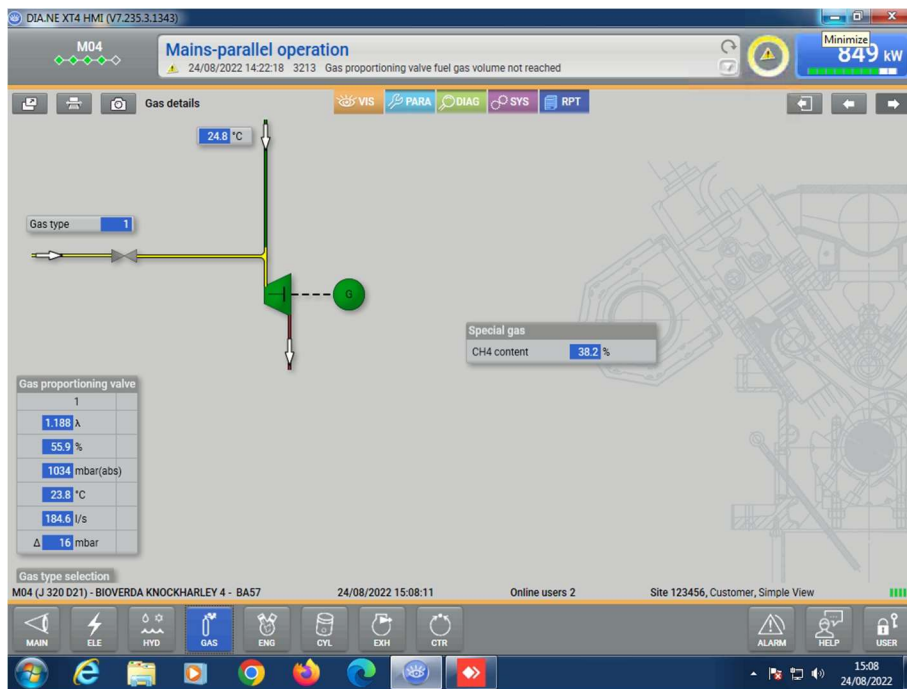 DIA.NE XT4 HMI (V7.235.3.1343)
M04
Mains-parallel operation
24/08/2022 14:22:18 3213 Gas proportioning valve fuel gas volume not reached
Minimize
849 kW
Gas details
VIS PARA DIAG SYS RPT
24.8 °C
Gas type 1
G
Special gas
CH4 content 38.2 %
Gas proportioning valve
1
1.188 λ
55.9 %
1034 mbar(abs)
23.8 °C
184.6 l/s
Δ 16 mbar
Gas type selection
M04 (J 320 D21) - BIOVERDA KNOCKHARLEY 4 - BA57 24/08/2022 15:08:11 Online users 2 Site 123456, Customer, Simple View
MAIN ELE HYD GAS ENG CYL EXH CTR ALARM HELP USER
15:08
24/08/2022